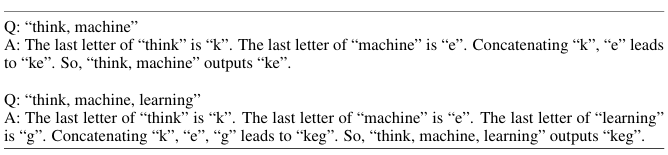 Q: “think, machine”
A: The last letter of “think” is “k”. The last letter of “machine” is “e”. Concatenating “k”, “e” leads
to “ke”. So, “think, machine” outputs “ke”.
Q: “think, machine, learning”
A: The last letter of “think” is “k”. The last letter of “machine” is “e”. The last letter of “learning”
is “g”. Concatenating “k”, “e”, “g” leads to “keg”. So, “think, machine, learning” outputs “keg”.